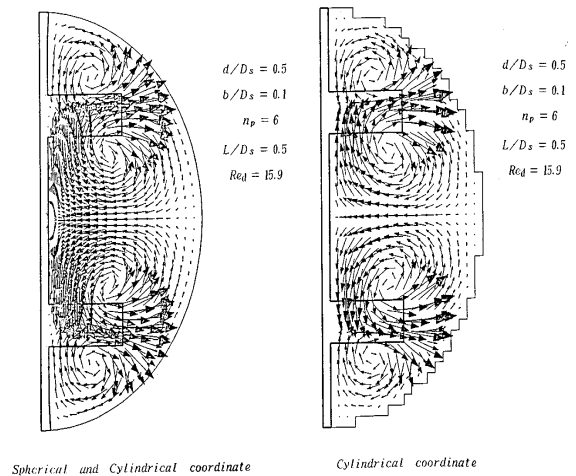 d/Ds = 0.5
b/Ds = 0.1
np = 6
L/Ds = 0.5
Red = 15.9
d/Ds = 0.5
b/Ds = 0.1
np = 6
L/Ds = 0.5
Red = 15.9
Spherical and Cylindrical coordinate
Cylindrical coordinate